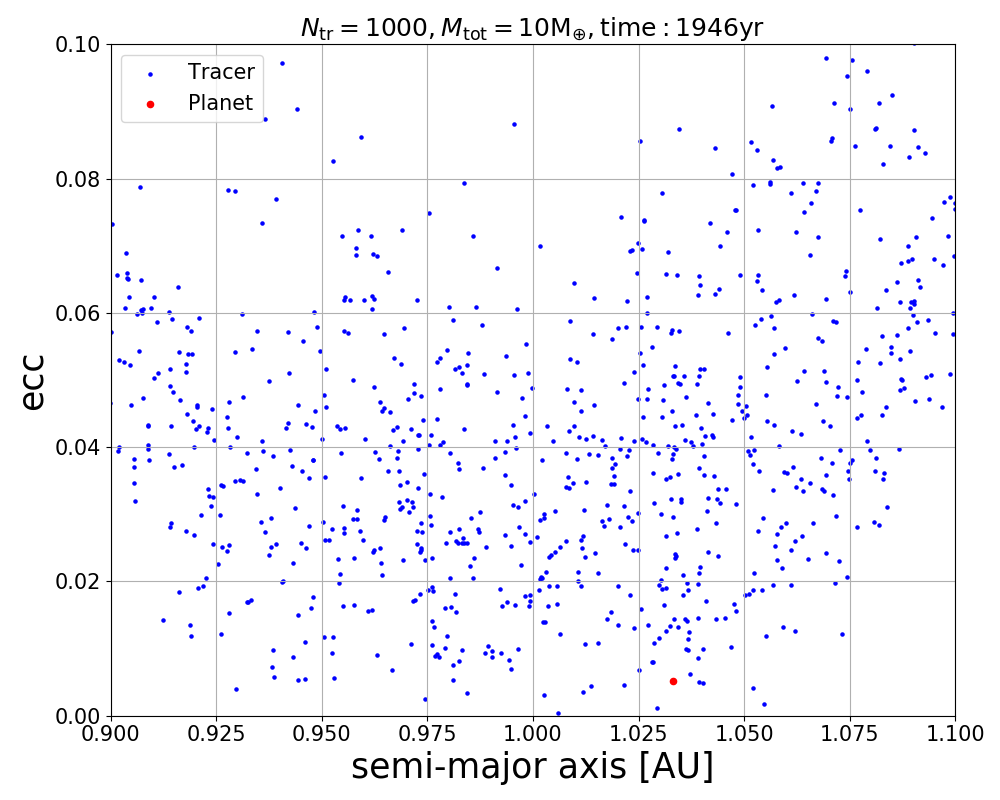 N_tr = 1000, M_tot = 10M_⊕, time : 1946yr
0.10
Tracer
Planet
0.08
0.06
ecc
0.04
0.02
0.00
0.900 0.925 0.950 0.975 1.000 1.025 1.050 1.075 1.100
semi-major axis [AU]